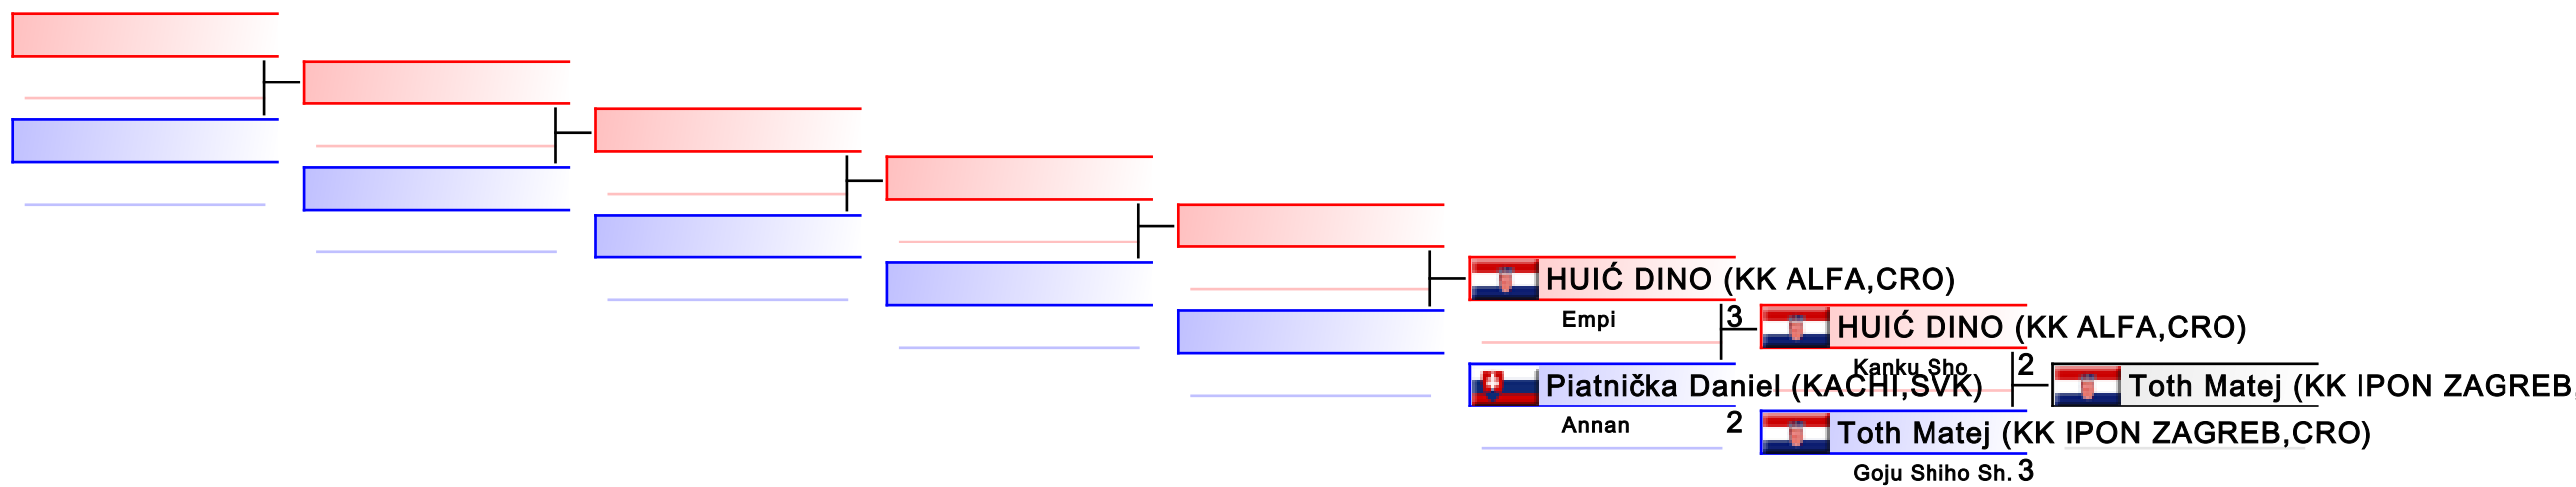 HUIĆ DINO (KK ALFA,CRO)
Empi
3
Piatnička Daniel (KACHI,SVK)
Annan
2
HUIĆ DINO (KK ALFA,CRO)
Kanku Sho
2
Toth Matej (KK IPON ZAGREB,CRO)
Goju Shiho Sh.
3
Toth Matej (KK IPON ZAGREB,